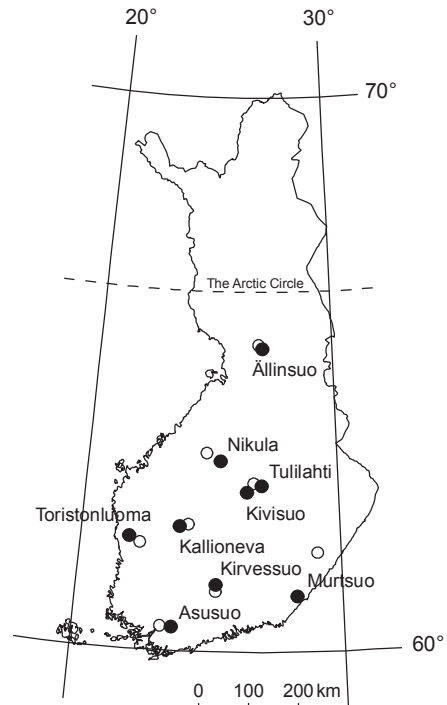 20° 30°
70°
The Arctic Circle
Ällinsuo
Nikula
Tulilahti
Kivisuo
Toristonluoma
Kallioneva
Kirvessuo
Murtsuo
Asusuo
60°
0 100 200 km